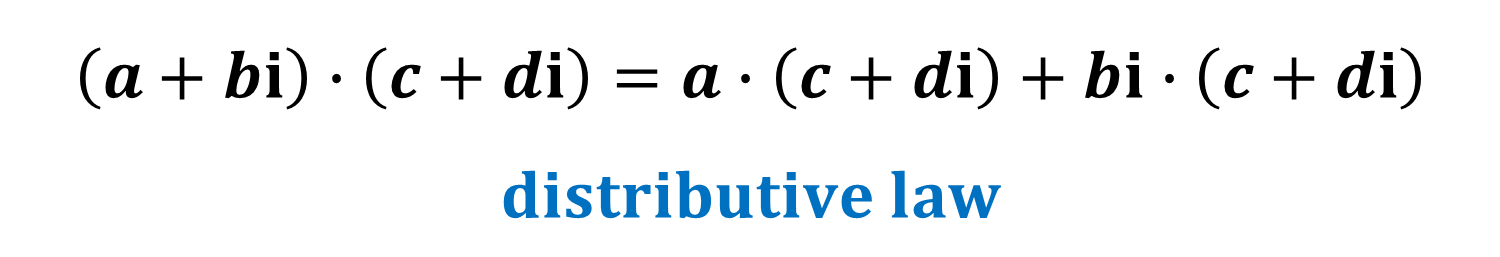 (a + bi) · (c + di) = a · (c + di) + bi · (c + di)
distributive law